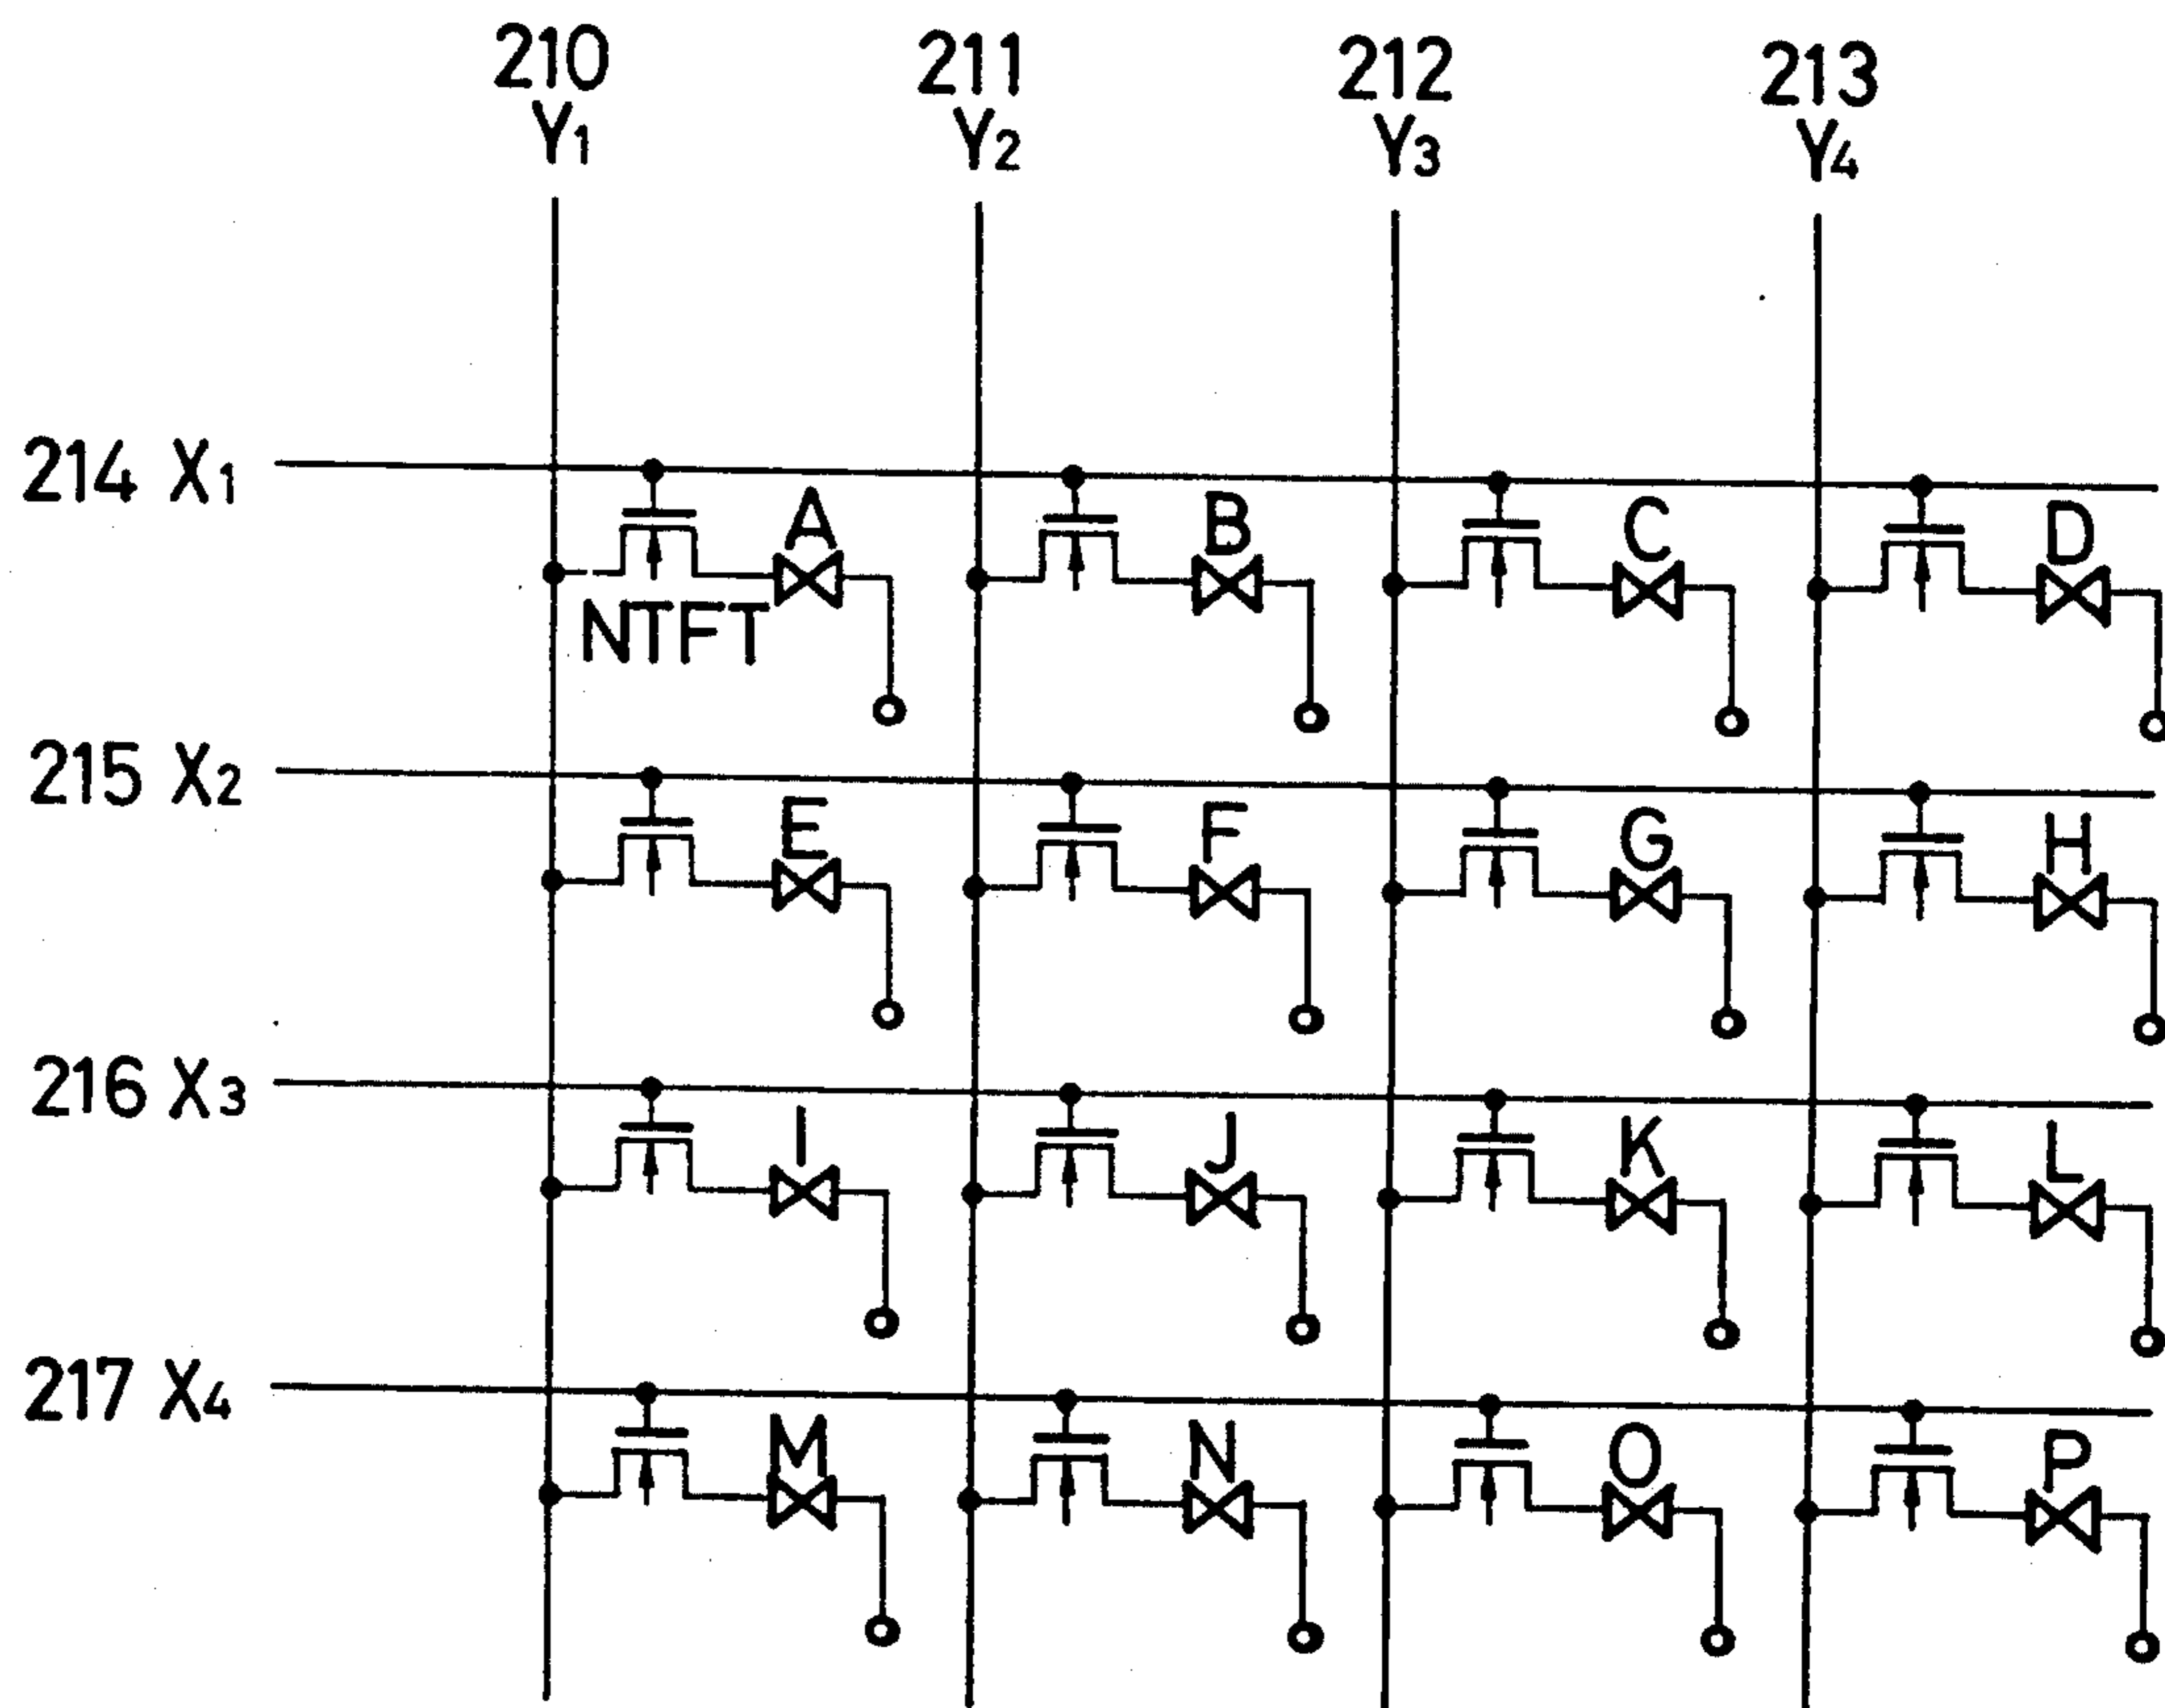 210 211 212 213
Y1 Y2 Y3 Y4
214 X1
A B C D
NTFT
215 X2
E F G H
216 X3
I J K L
217 X4
M N O P